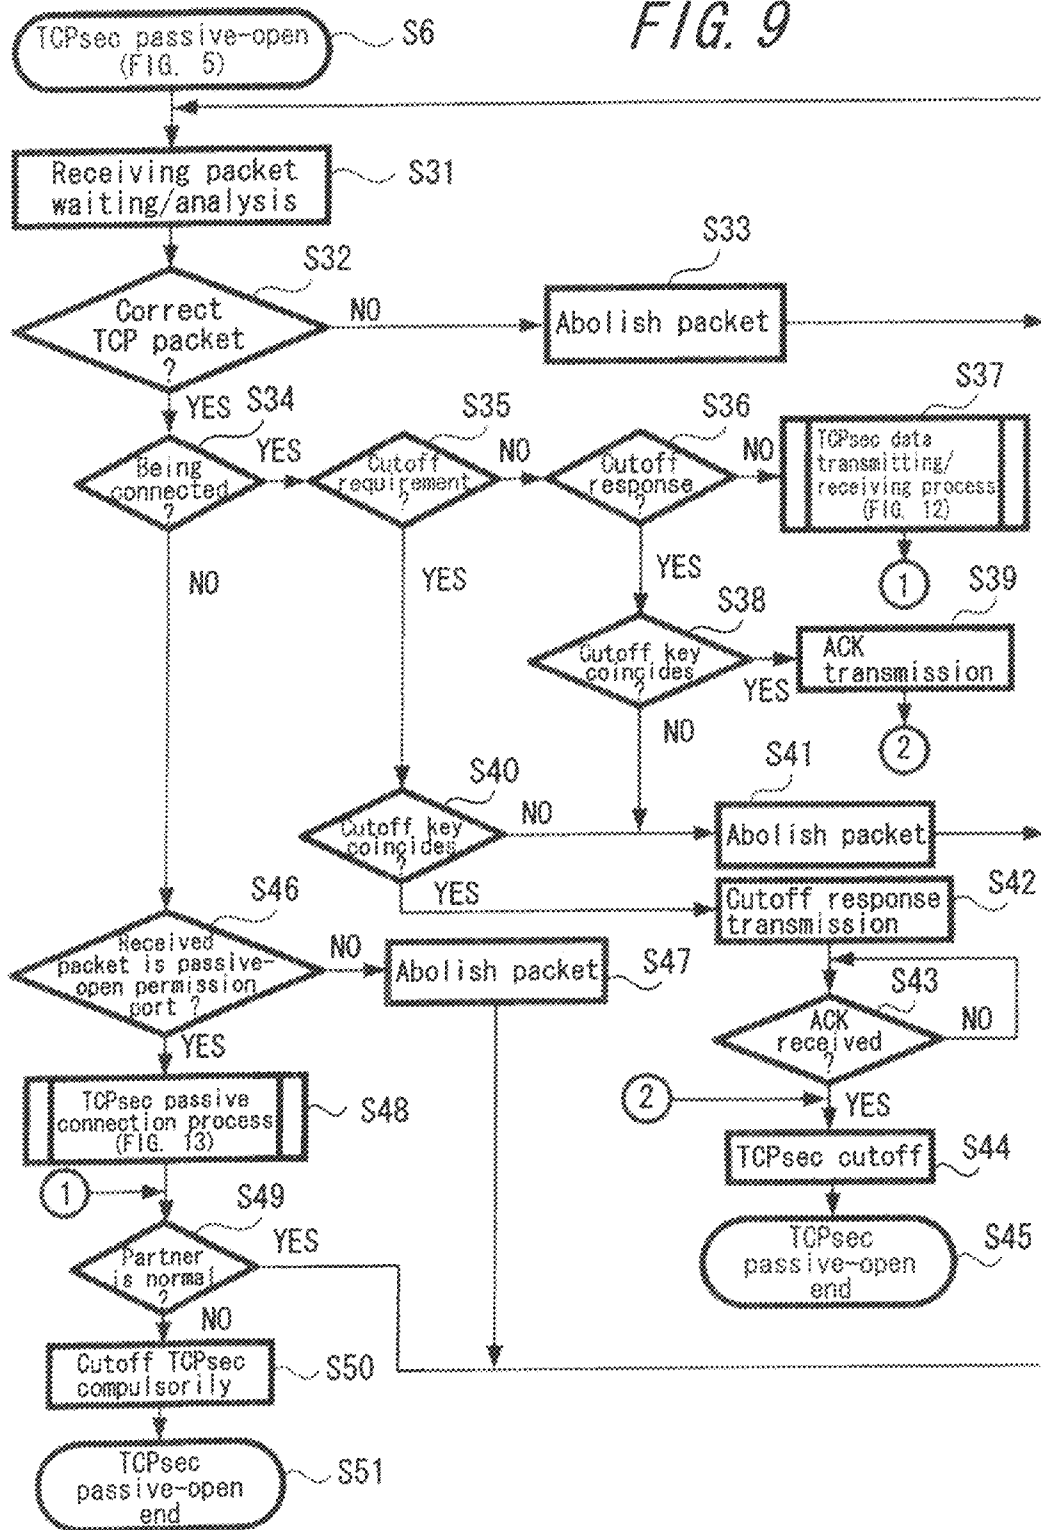 FIG. 9
TCPsec passive-open
(FIG. 5)
S6
Receiving packet
waiting/analysis
S31
S32
Correct
TCP packet
?
NO
YES
S33
Abolish packet
S34
Being
connected
?
YES
NO
S35
Cutoff
requirement
?
NO
YES
S36
Cutoff
response
?
NO
YES
S37
TCPsec data
transmitting/
receiving process
(FIG. 12)
1
S38
Cutoff key
coincides
?
YES
NO
S39
ACK
transmission
2
S40
Cutoff key
coincides
?
NO
YES
S41
Abolish packet
S42
Cutoff response
transmission
S43
ACK
received
?
NO
YES
2
TCPsec cutoff
S44
TCPsec
passive-open
end
S45
S46
Received
packet is passive-
open permission
port ?
NO
YES
Abolish packet
S47
TCPsec passive
connection process
(FIG. 13)
S48
1
S49
Partner
is normal
?
YES
NO
Cutoff TCPsec
compulsorily
S50
TCPsec
passive-open
end
S51